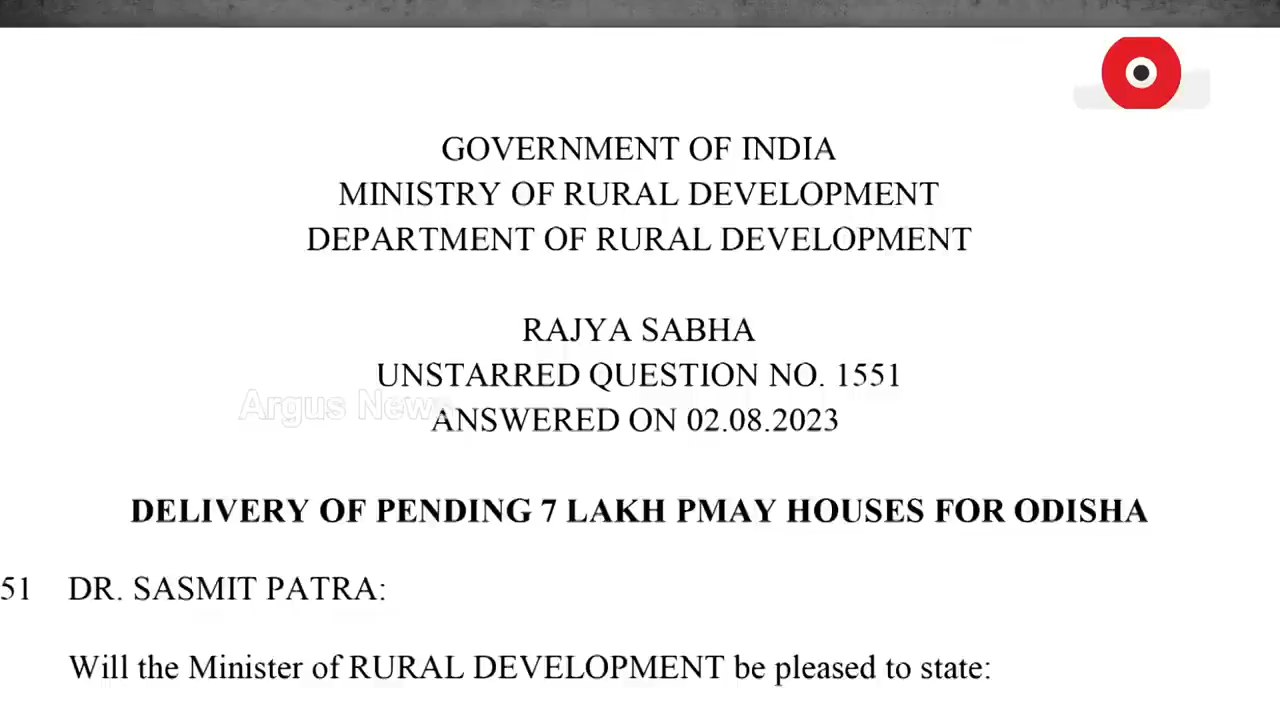 GOVERNMENT OF INDIA
MINISTRY OF RURAL DEVELOPMENT
DEPARTMENT OF RURAL DEVELOPMENT
RAJYA SABHA
UNSTARRED QUESTION NO. 1551
Argus News
ANSWERED ON 02.08.2023
DELIVERY OF PENDING 7 LAKH PMAY HOUSES FOR ODISHA
51 DR. SASMIT PATRA:
Will the Minister of RURAL DEVELOPMENT be pleased to state: